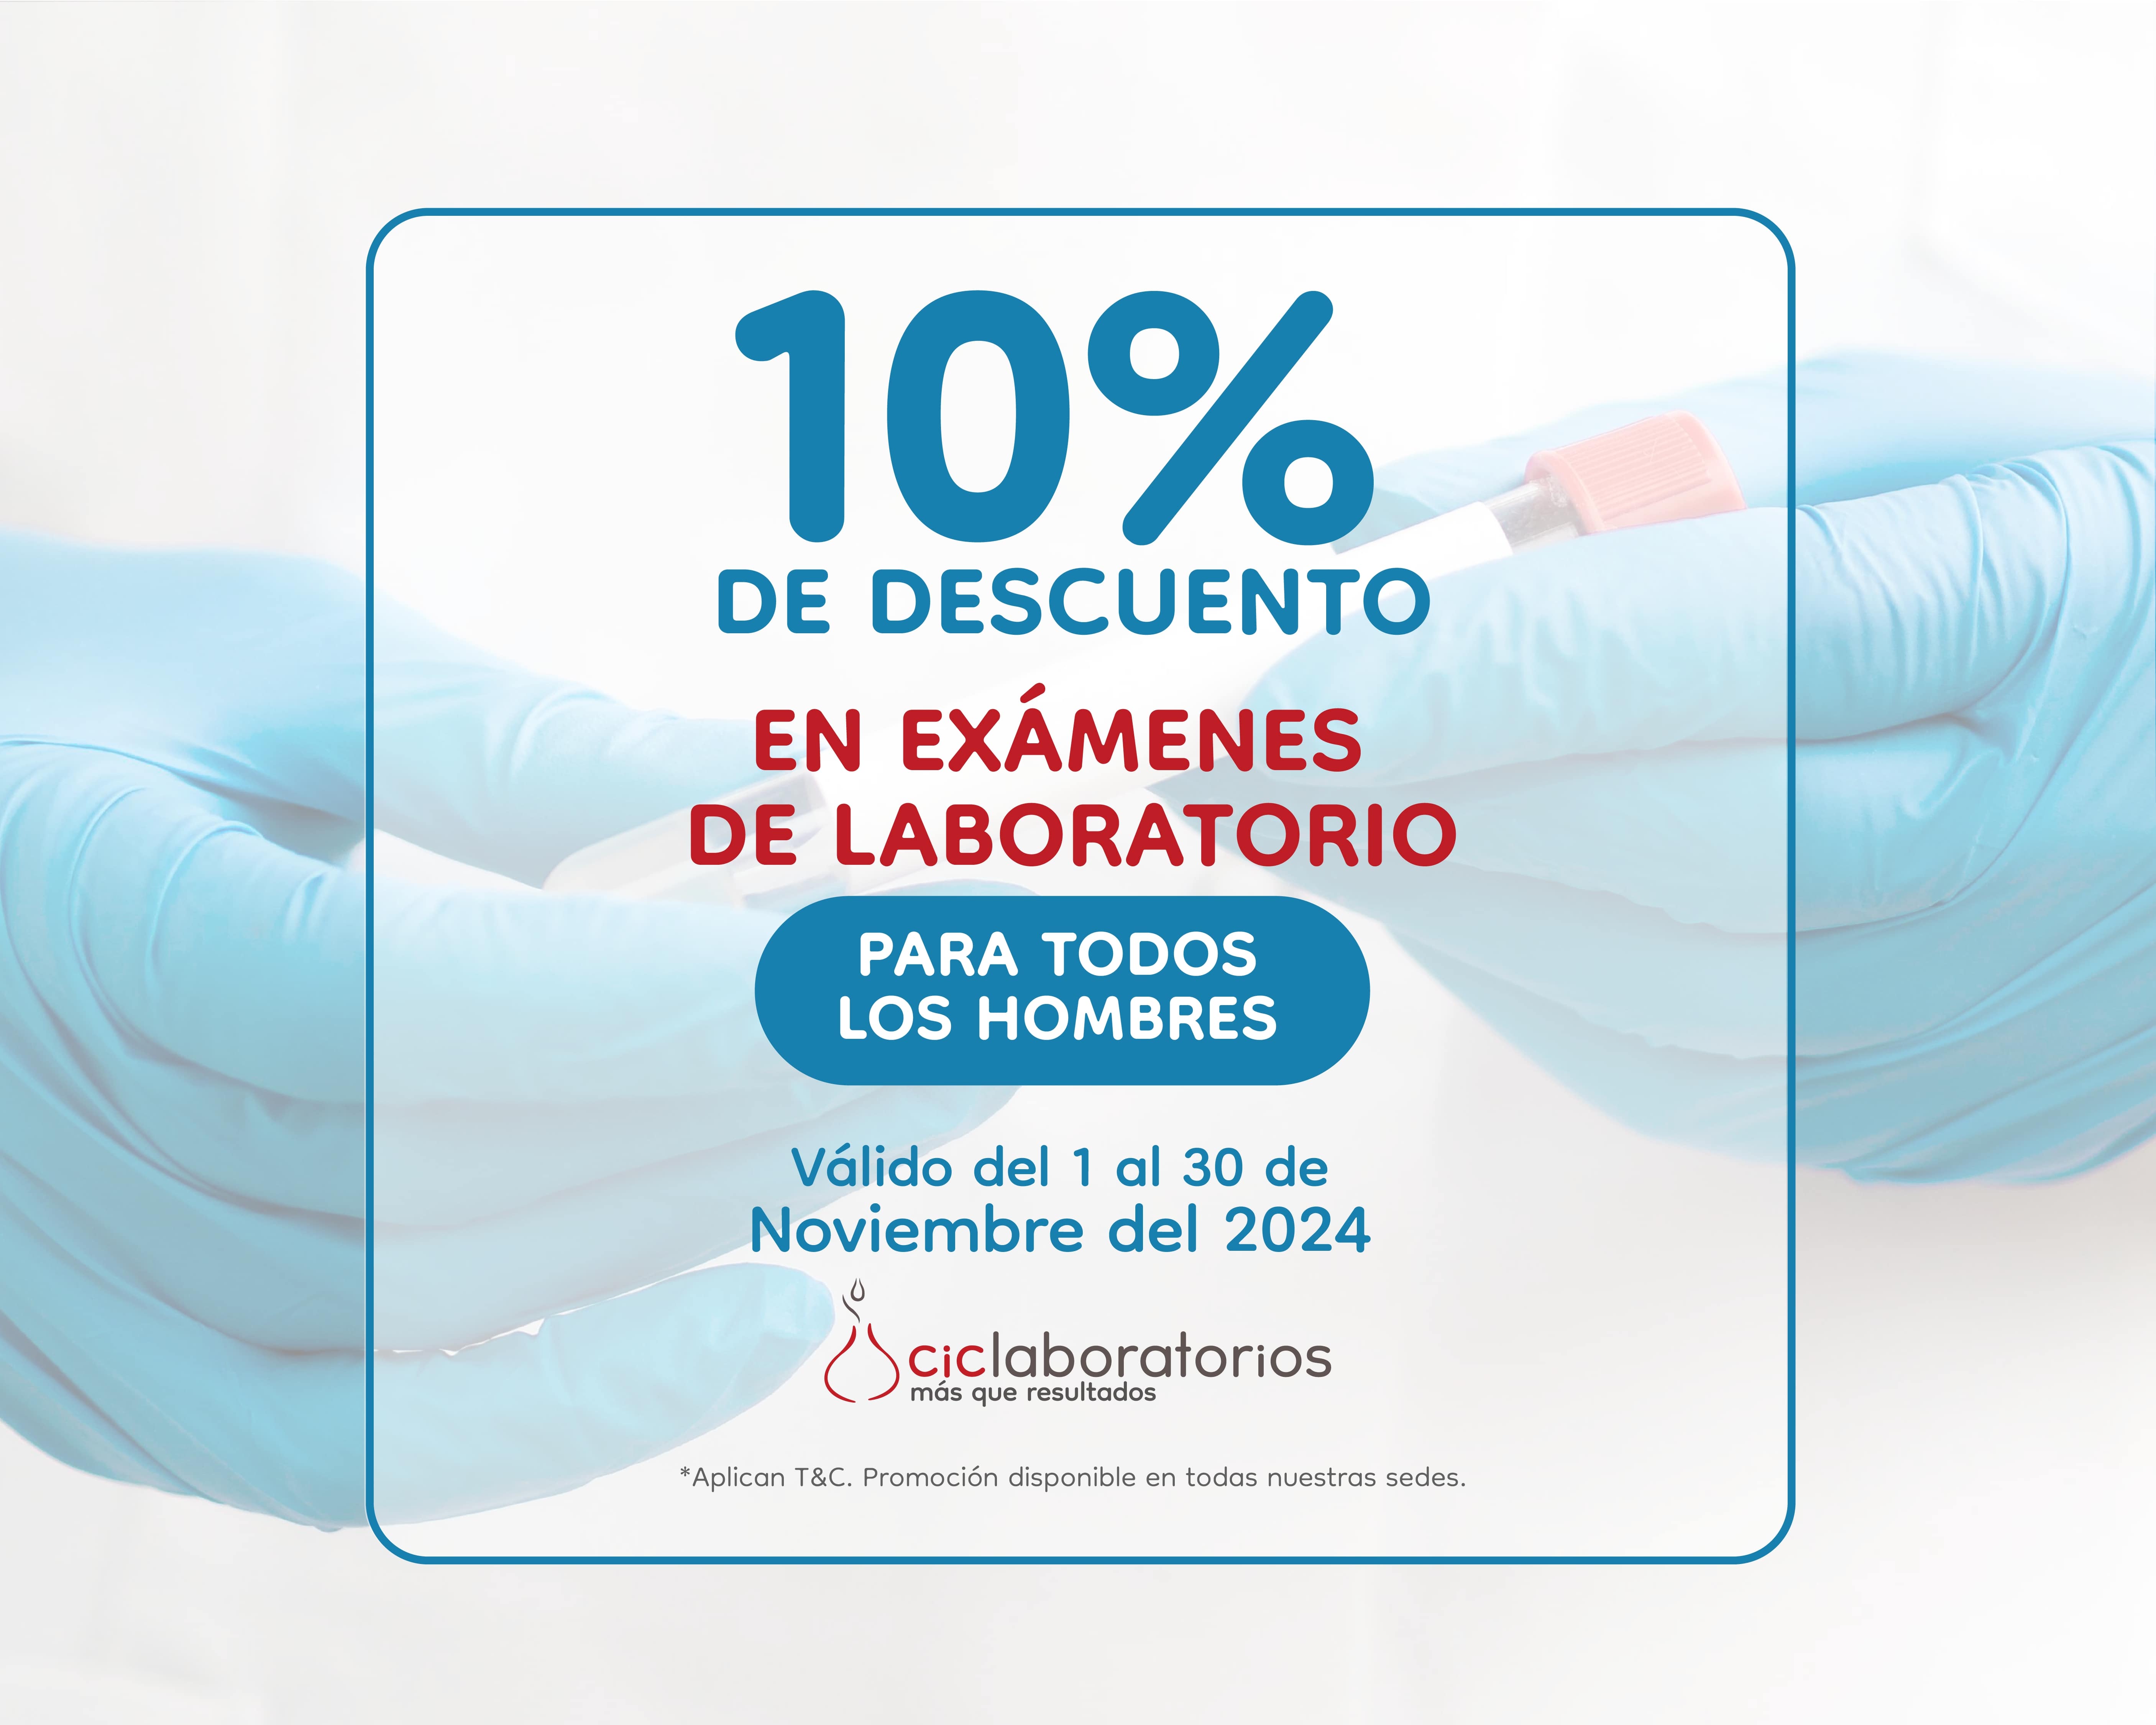 10%
DE DESCUENTO
EN EXÁMENES
DE LABORATORIO
PARA TODOS
LOS HOMBRES
Válido del 1 al 30 de
Noviembre del 2024
ciclaboratorios
más que resultados
*Aplican T&C. Promoción disponible en todas nuestras sedes.